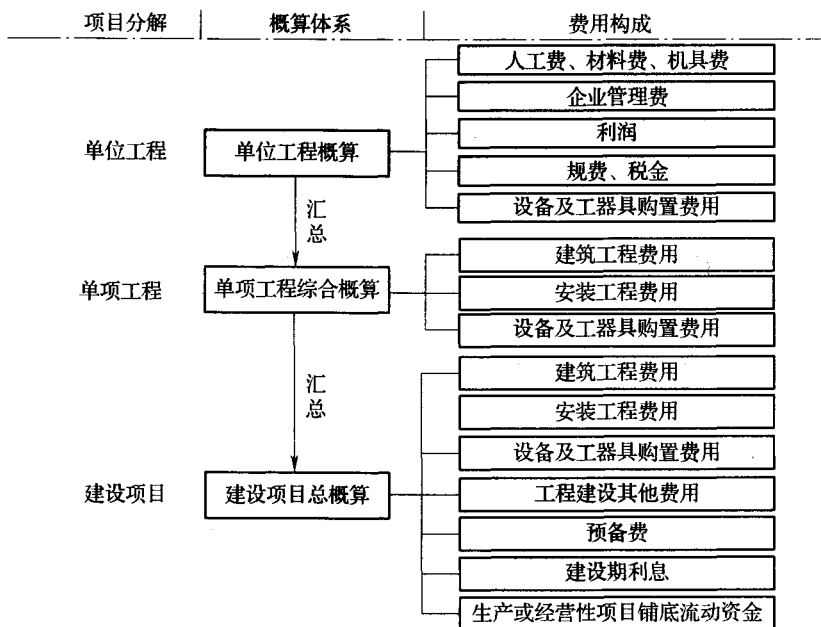 项目分解 概算体系 费用构成
人工费、材料费、机具费
企业管理费
利润
单位工程 单位工程概算
规费、税金
设备及工器具购置费用
汇总
建筑工程费用
单项工程 单项工程综合概算 安装工程费用
设备及工器具购置费用
建筑工程费用
汇总
安装工程费用
设备及工器具购置费用
建设项目 建设项目总概算 工程建设其他费用
预备费
建设期利息
生产或经营性项目铺底流动资金